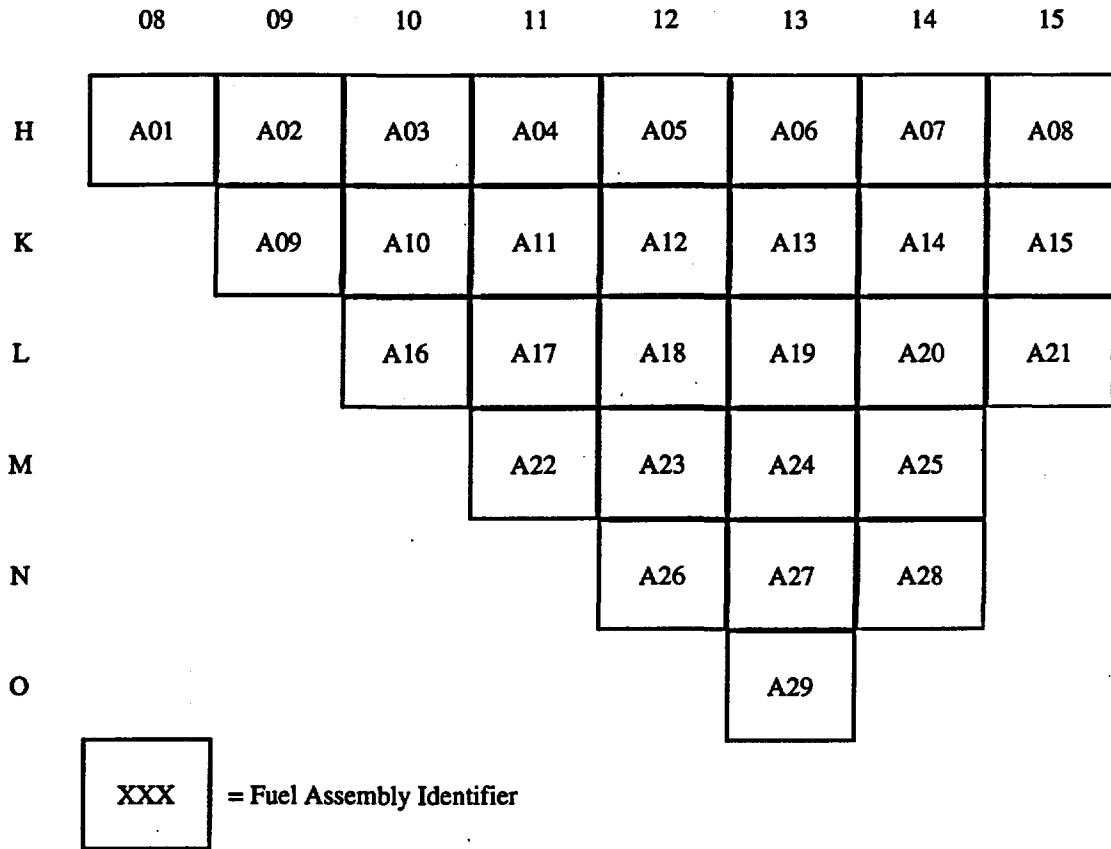 08 09 10 11 12 13 14 15
H A01 A02 A03 A04 A05 A06 A07 A08
K A09 A10 A11 A12 A13 A14 A15
L A16 A17 A18 A19 A20 A21
M A22 A23 A24 A25
N A26 A27 A28
O A29
XXX = Fuel Assembly Identifier